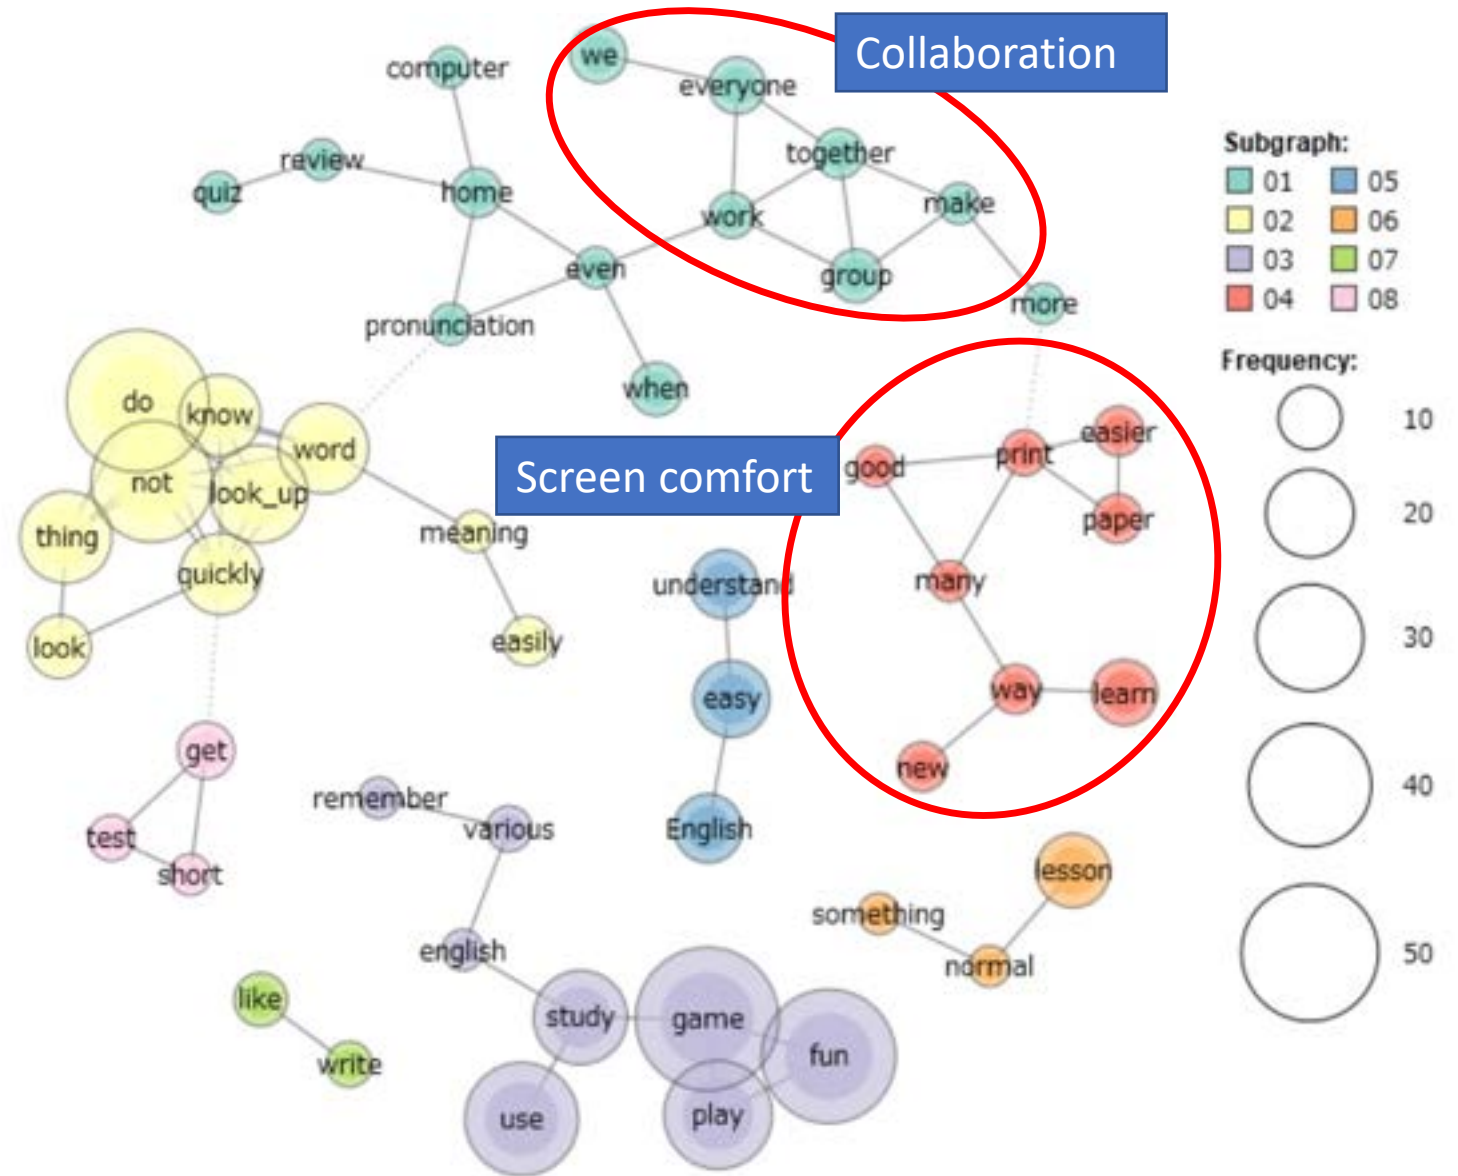 Collaboration
we
computer
everyone
together
review
quiz
home
work
make
even
group
more
pronunciation
when
Subgraph:
01 05
02 06
03 07
04 08
Frequency:
10
20
30
40
50
do
know
word
not
look_up
thing
quickly
look
meaning
easily
Screen comfort
good
print
easier
paper
many
way
learn
new
understand
easy
English
get
test
short
remember
various
english
study
game
fun
use
play
like
write
lesson
something
normal